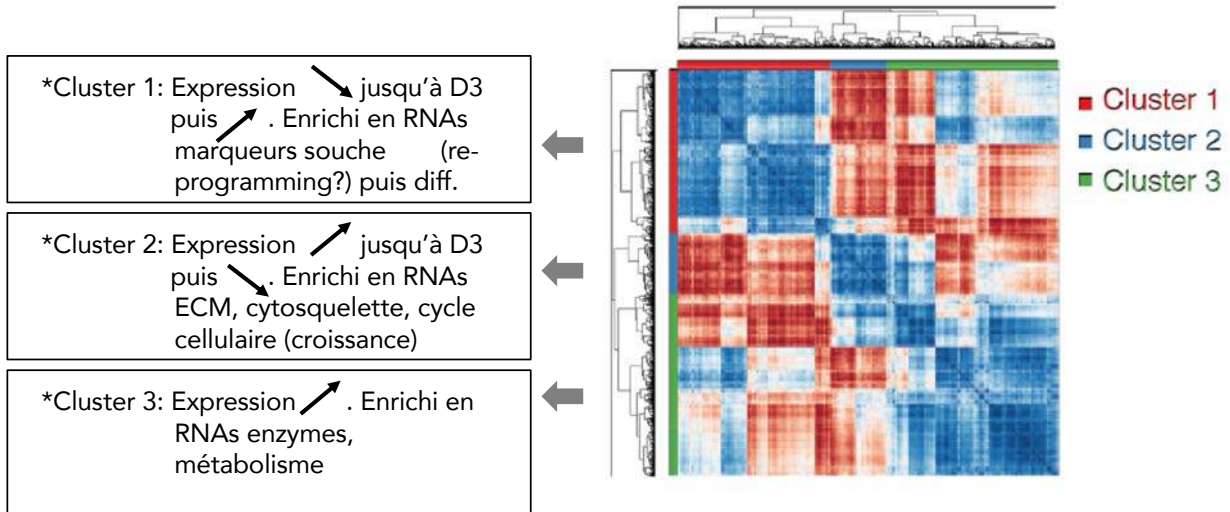 *Cluster 1: Expression jusqu’à D3
puis . Enrichi en RNAs
marqueurs souche (re-
programming?) puis diff.
*Cluster 2: Expression jusqu’à D3
puis . Enrichi en RNAs
ECM, cytosquelette, cycle
cellulaire (croissance)
*Cluster 3: Expression . Enrichi en
RNAs enzymes,
métabolisme
Cluster 1
Cluster 2
Cluster 3